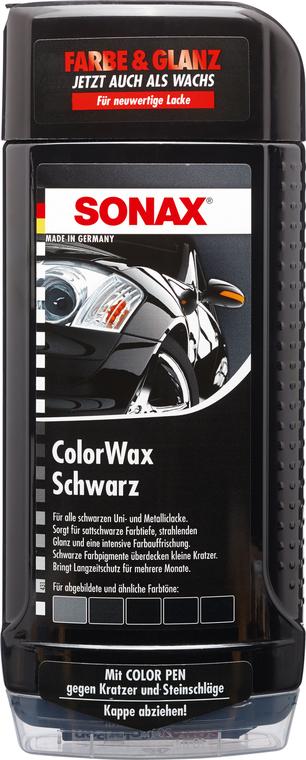 FARBE & GLANZ
JETZT AUCH ALS WACHS
Für neuwertige Lacke
SONAX®
MADE IN GERMANY
ColorWax
Schwarz
Für alle schwarzen Uni- und Metalliclacke.
Sorgt für sattschwarze Farbtiefe, strahlenden
Glanz und eine intensive Farbauffrischung.
Schwarze Farbpigmente überdecken kleine Kratzer.
Bringt Langzeitschutz für mehrere Monate.
Für abgebildete und ähnliche Farbtöne:
Mit COLOR PEN
gegen Kratzer und Steinschläge
Kappe abziehen!